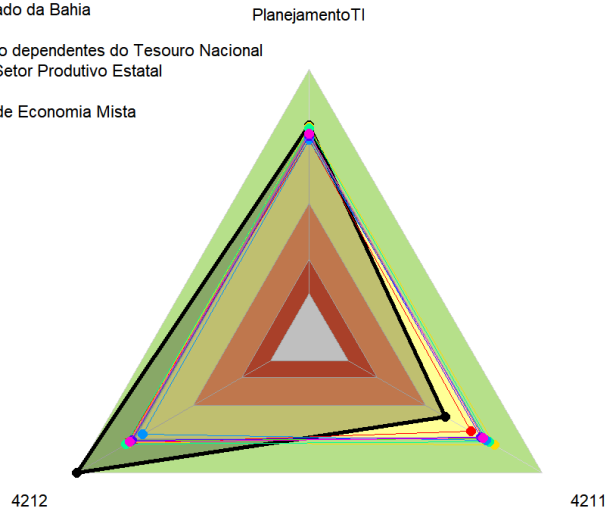 ado da Bahia
PlanejamentoTI
o dependentes do Tesouro Nacional
Setor Produtivo Estatal
de Economia Mista
4212
4211